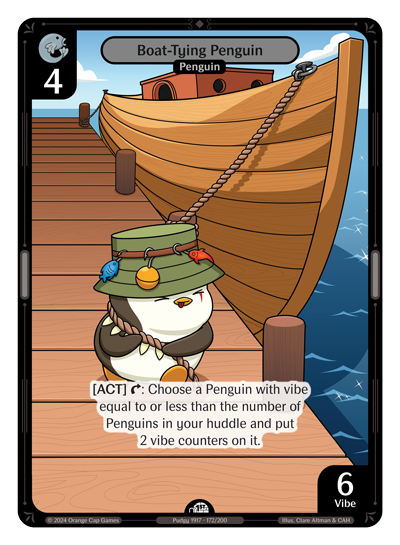 4
Boat-Tying Penguin
Penguin
[ACT] : Choose a Penguin with vibe
equal to or less than the number of
Penguins in your huddle and put
2 vibe counters on it.
6
Vibe
© 2024 Orange Cap Games
Pudgy 1917 · 172/200
Illus. Clare Altman & CAH